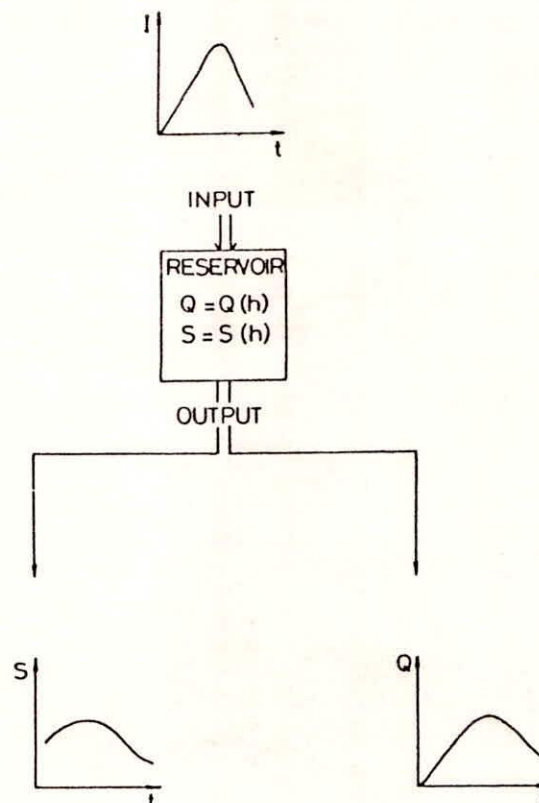 I
t
INPUT
RESERVOIR
Q = Q (h)
S = S (h)
OUTPUT
S
t
Q